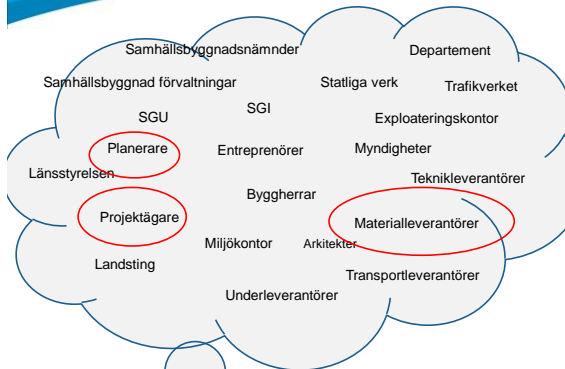 Samhällsbyggnadsnämnder
Departement
Samhällsbyggnad förvaltningar
Statliga verk
Trafikverket
SGU
SGI
Exploateringskontor
Planerare
Entreprenörer
Myndigheter
Länsstyrelsen
Teknikleverantörer
Byggherrar
Projektägare
Materialleverantörer
Miljökontor
Arkitekter
Landsting
Transportleverantörer
Underleverantörer